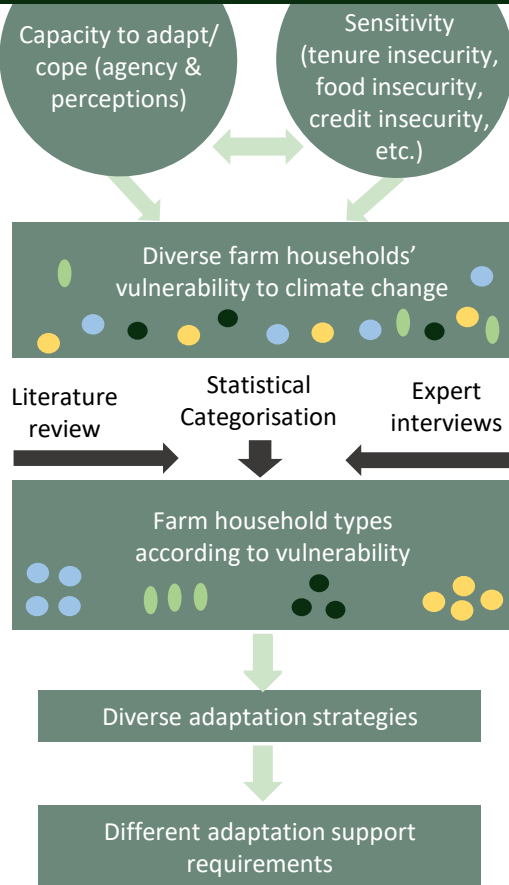 Capacity to adapt/
cope (agency &
perceptions)
Sensitivity
(tenure insecurity,
food insecurity,
credit insecurity,
etc.)
Diverse farm households’
vulnerability to climate change
Literature
review
Statistical
Categorisation
Expert
interviews
Farm household types
according to vulnerability
Diverse adaptation strategies
Different adaptation support
requirements